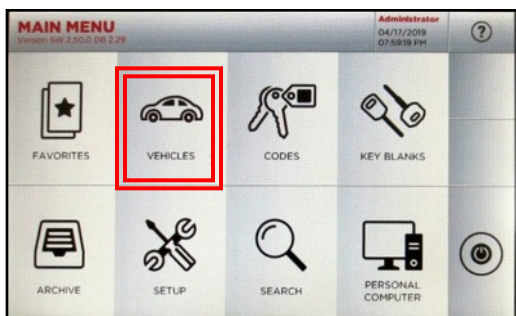 MAIN MENU
Version SW 2.50.0 DB 2.29
Administrator
04/17/2019
07:59:19 PM
?
FAVORITES
VEHICLES
CODES
KEY BLANKS
ARCHIVE
SETUP
SEARCH
PERSONAL
COMPUTER